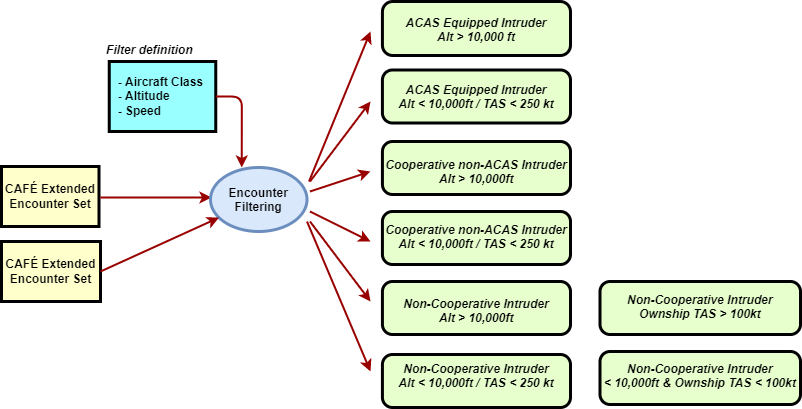 Filter definition
- Aircraft Class
- Altitude
- Speed
CAFÉ Extended
Encounter Set
CAFÉ Extended
Encounter Set
Encounter
Filtering
ACAS Equipped Intruder
Alt > 10,000 ft
ACAS Equipped Intruder
Alt < 10,000ft / TAS < 250 kt
Cooperative non-ACAS Intruder
Alt > 10,000ft
Cooperative non-ACAS Intruder
Alt < 10,000ft / TAS < 250 kt
Non-Cooperative Intruder
Alt > 10,000ft
Non-Cooperative Intruder
Ownship TAS > 100kt
Non-Cooperative Intruder
Alt < 10,000ft / TAS < 250 kt
Non-Cooperative Intruder
< 10,000ft & Ownship TAS < 100kt